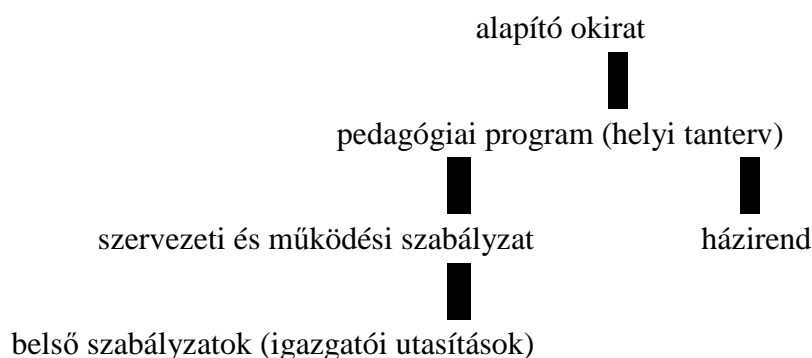 alapító okirat
pedagógiai program (helyi tanterv)
szervezeti és működési szabályzat házirend
belső szabályzatok (igazgatói utasítások)